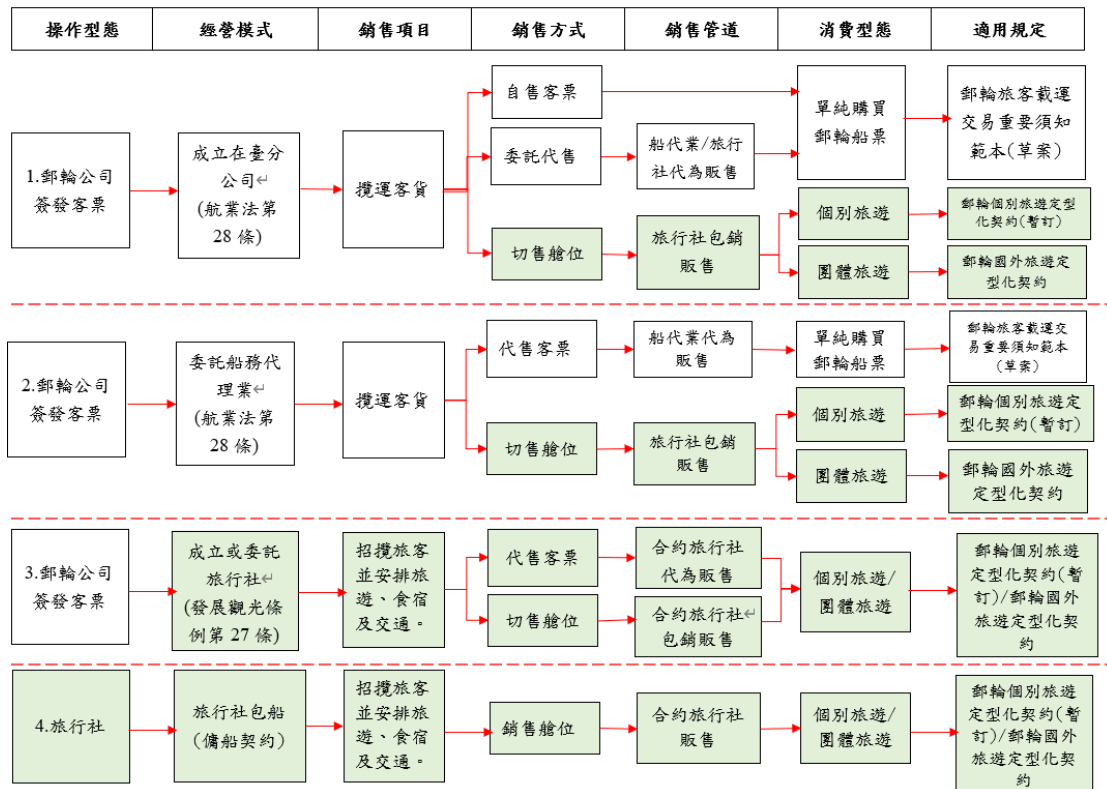 操作型態
經營模式
銷售項目
銷售方式
銷售管道
消費型態
適用規定
1.郵輪公司
簽發客票
成立在臺分
公司↵
(航業法第
28 條)
攬運客貨
自售客票
委託代售
船代業/旅行
社代為販售
單純購買
郵輪船票
郵輪旅客載運
交易重要須知
範本(草案)
切售艙位
旅行社包銷
販售
個別旅遊
郵輪個別旅遊定型
化契約(暫訂)
團體旅遊
郵輪國外旅遊定
型化契約
2.郵輪公司
簽發客票
委託船務代
理業↵
(航業法第
28 條)
攬運客貨
代售客票
船代業代為
販售
單純購買
郵輪船票
郵輪旅客載運交
易重要須知範本
(草案)
切售艙位
旅行社包銷
販售
個別旅遊
郵輪個別旅遊定
型化契約(暫訂)
團體旅遊
郵輪國外旅遊
定型化契約
3.郵輪公司
簽發客票
成立或委託
旅行社↵
(發展觀光條
例第 27 條)
招攬旅客
並安排旅
遊、食宿
及交通。
代售客票
合約旅行社
代為販售
切售艙位
合約旅行社↵
包銷販售
個別旅遊/
團體旅遊
郵輪個別旅遊
定型化契約(暫
訂)/郵輪國外
旅遊定型化契
約
4.旅行社
旅行社包船
(傭船契約)
招攬旅客
並安排旅
遊、食宿
及交通。
銷售艙位
合約旅行社
販售
個別旅遊/
團體旅遊
郵輪個別旅遊
定型化契約(暫
訂)/郵輪國外
旅遊定型化契
約